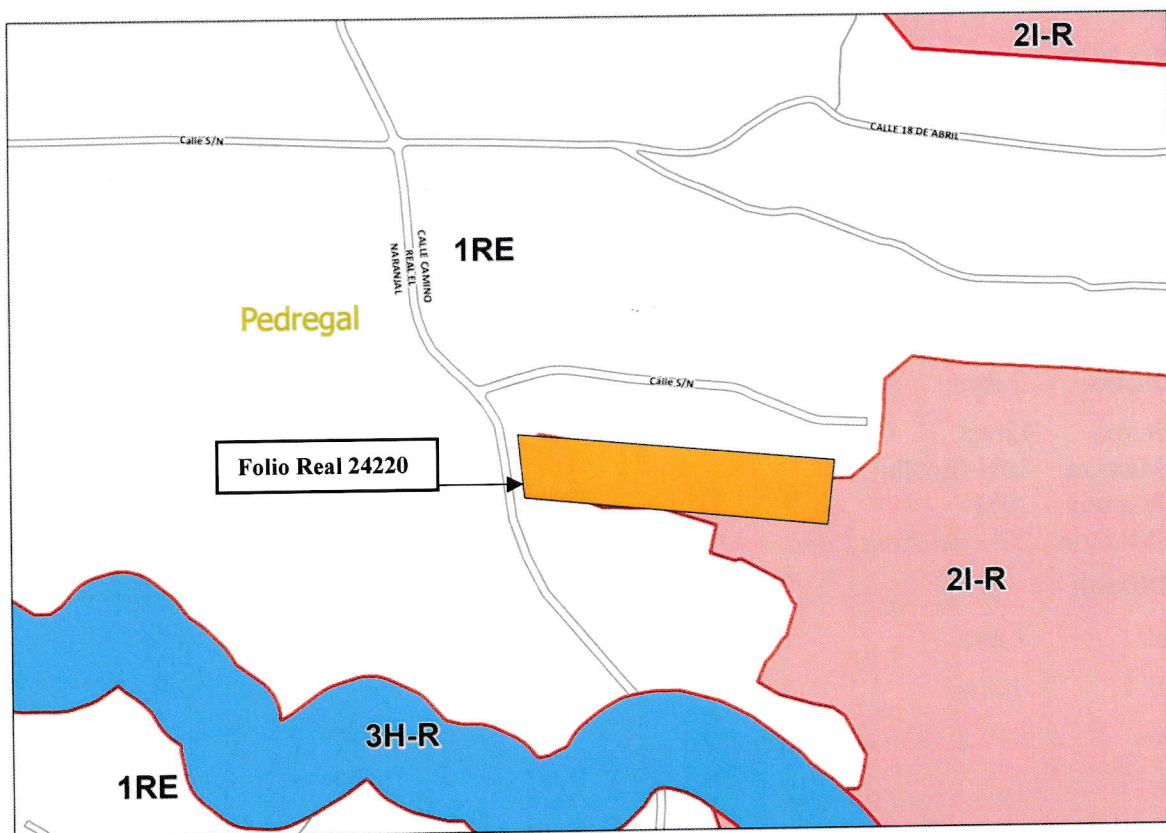 2I-R
Calle S/N
CALLE 18 DE ABRIL
CALLE CAMINO
REAL EL
NARANJAL
1RE
Pedregal
Calle S/N
Folio Real 24220
2I-R
3H-R
1RE